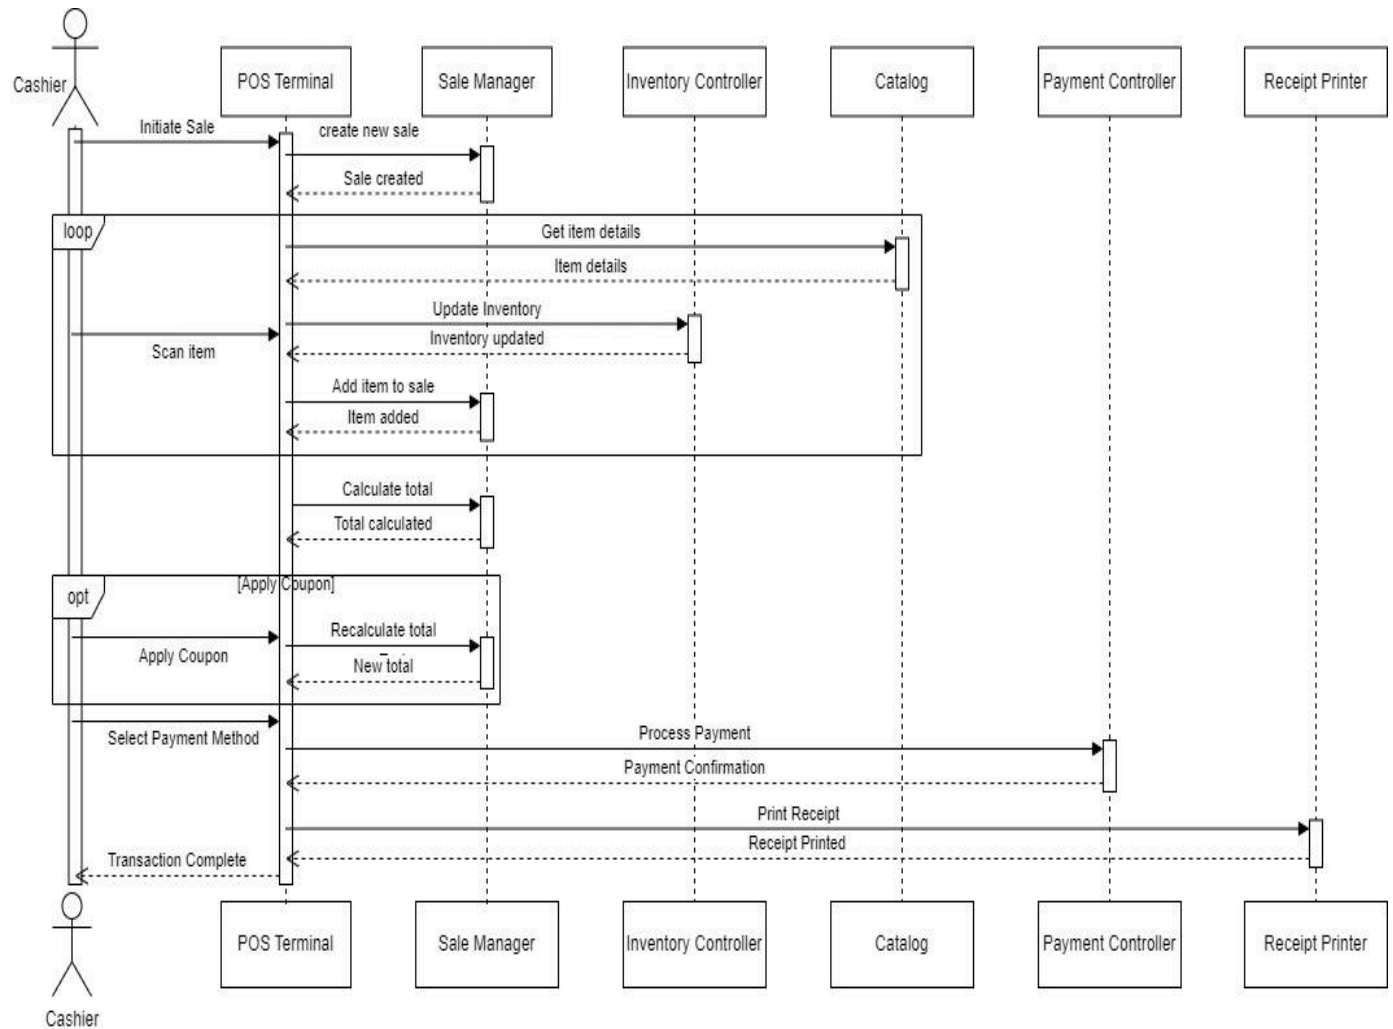 Cashier
POS Terminal
Sale Manager
Inventory Controller
Catalog
Payment Controller
Receipt Printer
Initiate Sale
create new sale
Sale created
loop
Get item details
Item details
Update Inventory
Inventory updated
Scan item
Add item to sale
Item added
Calculate total
Total calculated
opt
[Apply Coupon]
Recalculate total
Apply Coupon
New total
Select Payment Method
Process Payment
Payment Confirmation
Print Receipt
Receipt Printed
Transaction Complete
POS Terminal
Sale Manager
Inventory Controller
Catalog
Payment Controller
Receipt Printer
Cashier